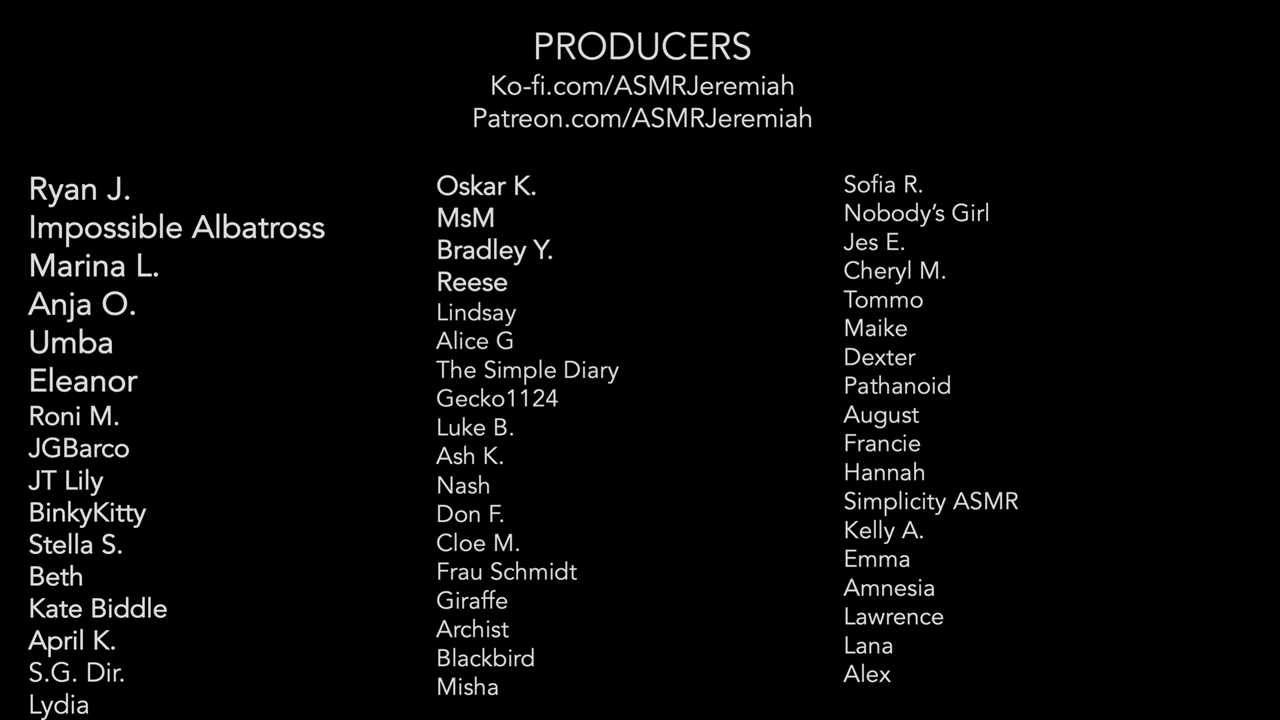 PRODUCERS
Ko-fi.com/ASMRJeremiah
Patreon.com/ASMRJeremiah
Ryan J.
Impossible Albatross
Marina L.
Anja O.
Umba
Eleanor
Roni M.
JGBarco
JT Lily
BinkyKitty
Stella S.
Beth
Kate Biddle
April K.
S.G. Dir.
Lydia
Oskar K.
MsM
Bradley Y.
Reese
Lindsay
Alice G
The Simple Diary
Gecko1124
Luke B.
Ash K.
Nash
Don F.
Cloe M.
Frau Schmidt
Giraffe
Archist
Blackbird
Misha
Sofia R.
Nobody’s Girl
Jes E.
Cheryl M.
Tommo
Maike
Dexter
Pathanoid
August
Francie
Hannah
Simplicity ASMR
Kelly A.
Emma
Amnesia
Lawrence
Lana
Alex